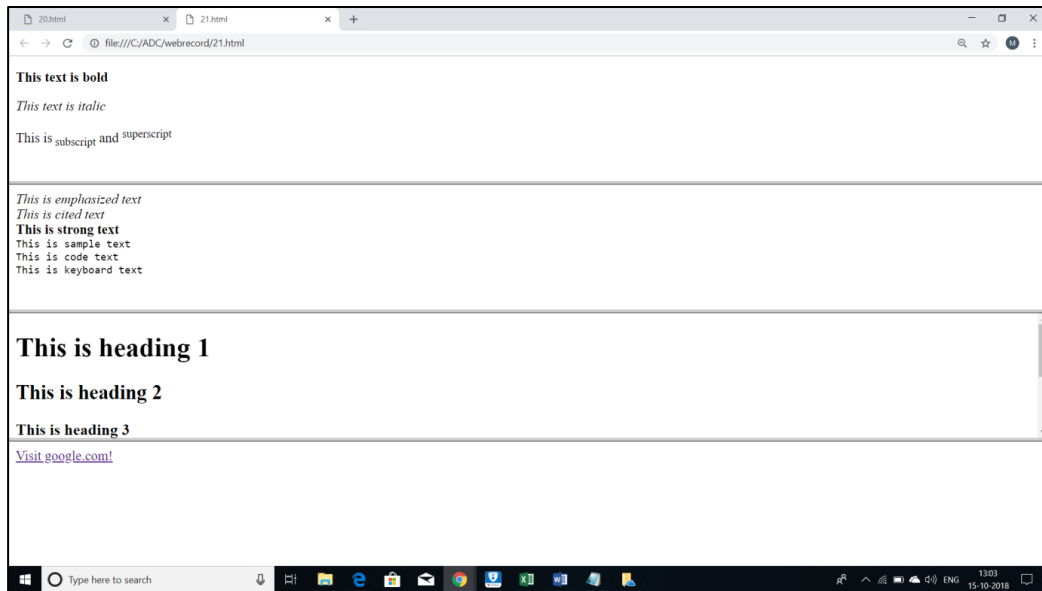 20.html
21.html
file:///C:/ADC/webrecord/21.html
M
This text is bold
This text is italic
This is subscript and superscript
This is emphasized text
This is cited text
This is strong text
This is sample text
This is code text
This is keyboard text
This is heading 1
This is heading 2
This is heading 3
Visit google.com!
Type here to search
ENG
13:03
15-10-2018